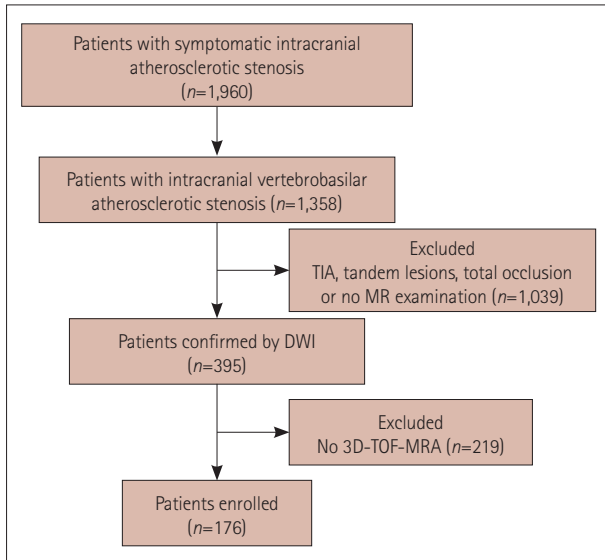 Patients with symptomatic intracranial
atherosclerotic stenosis
(n=1,960)
Patients with intracranial vertebrobasilar
atherosclerotic stenosis (n=1,358)
Excluded
TIA, tandem lesions, total occlusion
or no MR examination (n=1,039)
Patients confirmed by DWI
(n=395)
Excluded
No 3D-TOF-MRA (n=219)
Patients enrolled
(n=176)